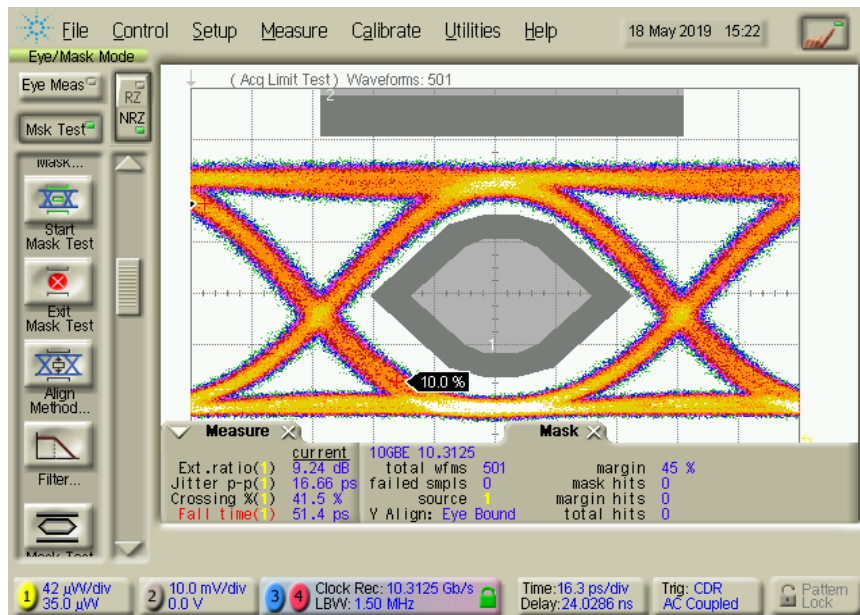 File Control Setup Measure Calibrate Utilities Help 18 May 2019 15:22
Eye/Mask Mode
Eye Meas
RZ
NRZ
Msk Test
( Acq Limit Test ) Waveforms: 501
2
Start
Mask Test
Exit
Mask Test
1
Align
Method...
10.0 %
Filter...
Measure Mask
current 10GBE 10.3125
Ext.ratio(1) 9.24 dB total wfms 501 margin 45 %
Jitter p-p(1) 16.66 ps failed smpls 0 mask hits 0
Crossing %(1) 41.5 % source 1 margin hits 0
Fall time(1) 51.4 ps Y Align: Eye Bound total hits 0
1 42 µW/div 35.0 µW
2 10.0 mV/div 0.0 V
3 4 Clock Rec: 10.3125 Gb/s LBW: 1.50 MHz
Time:16.3 ps/div Delay:24.0286 ns
Trig: CDR AC Coupled
Pattern Lock